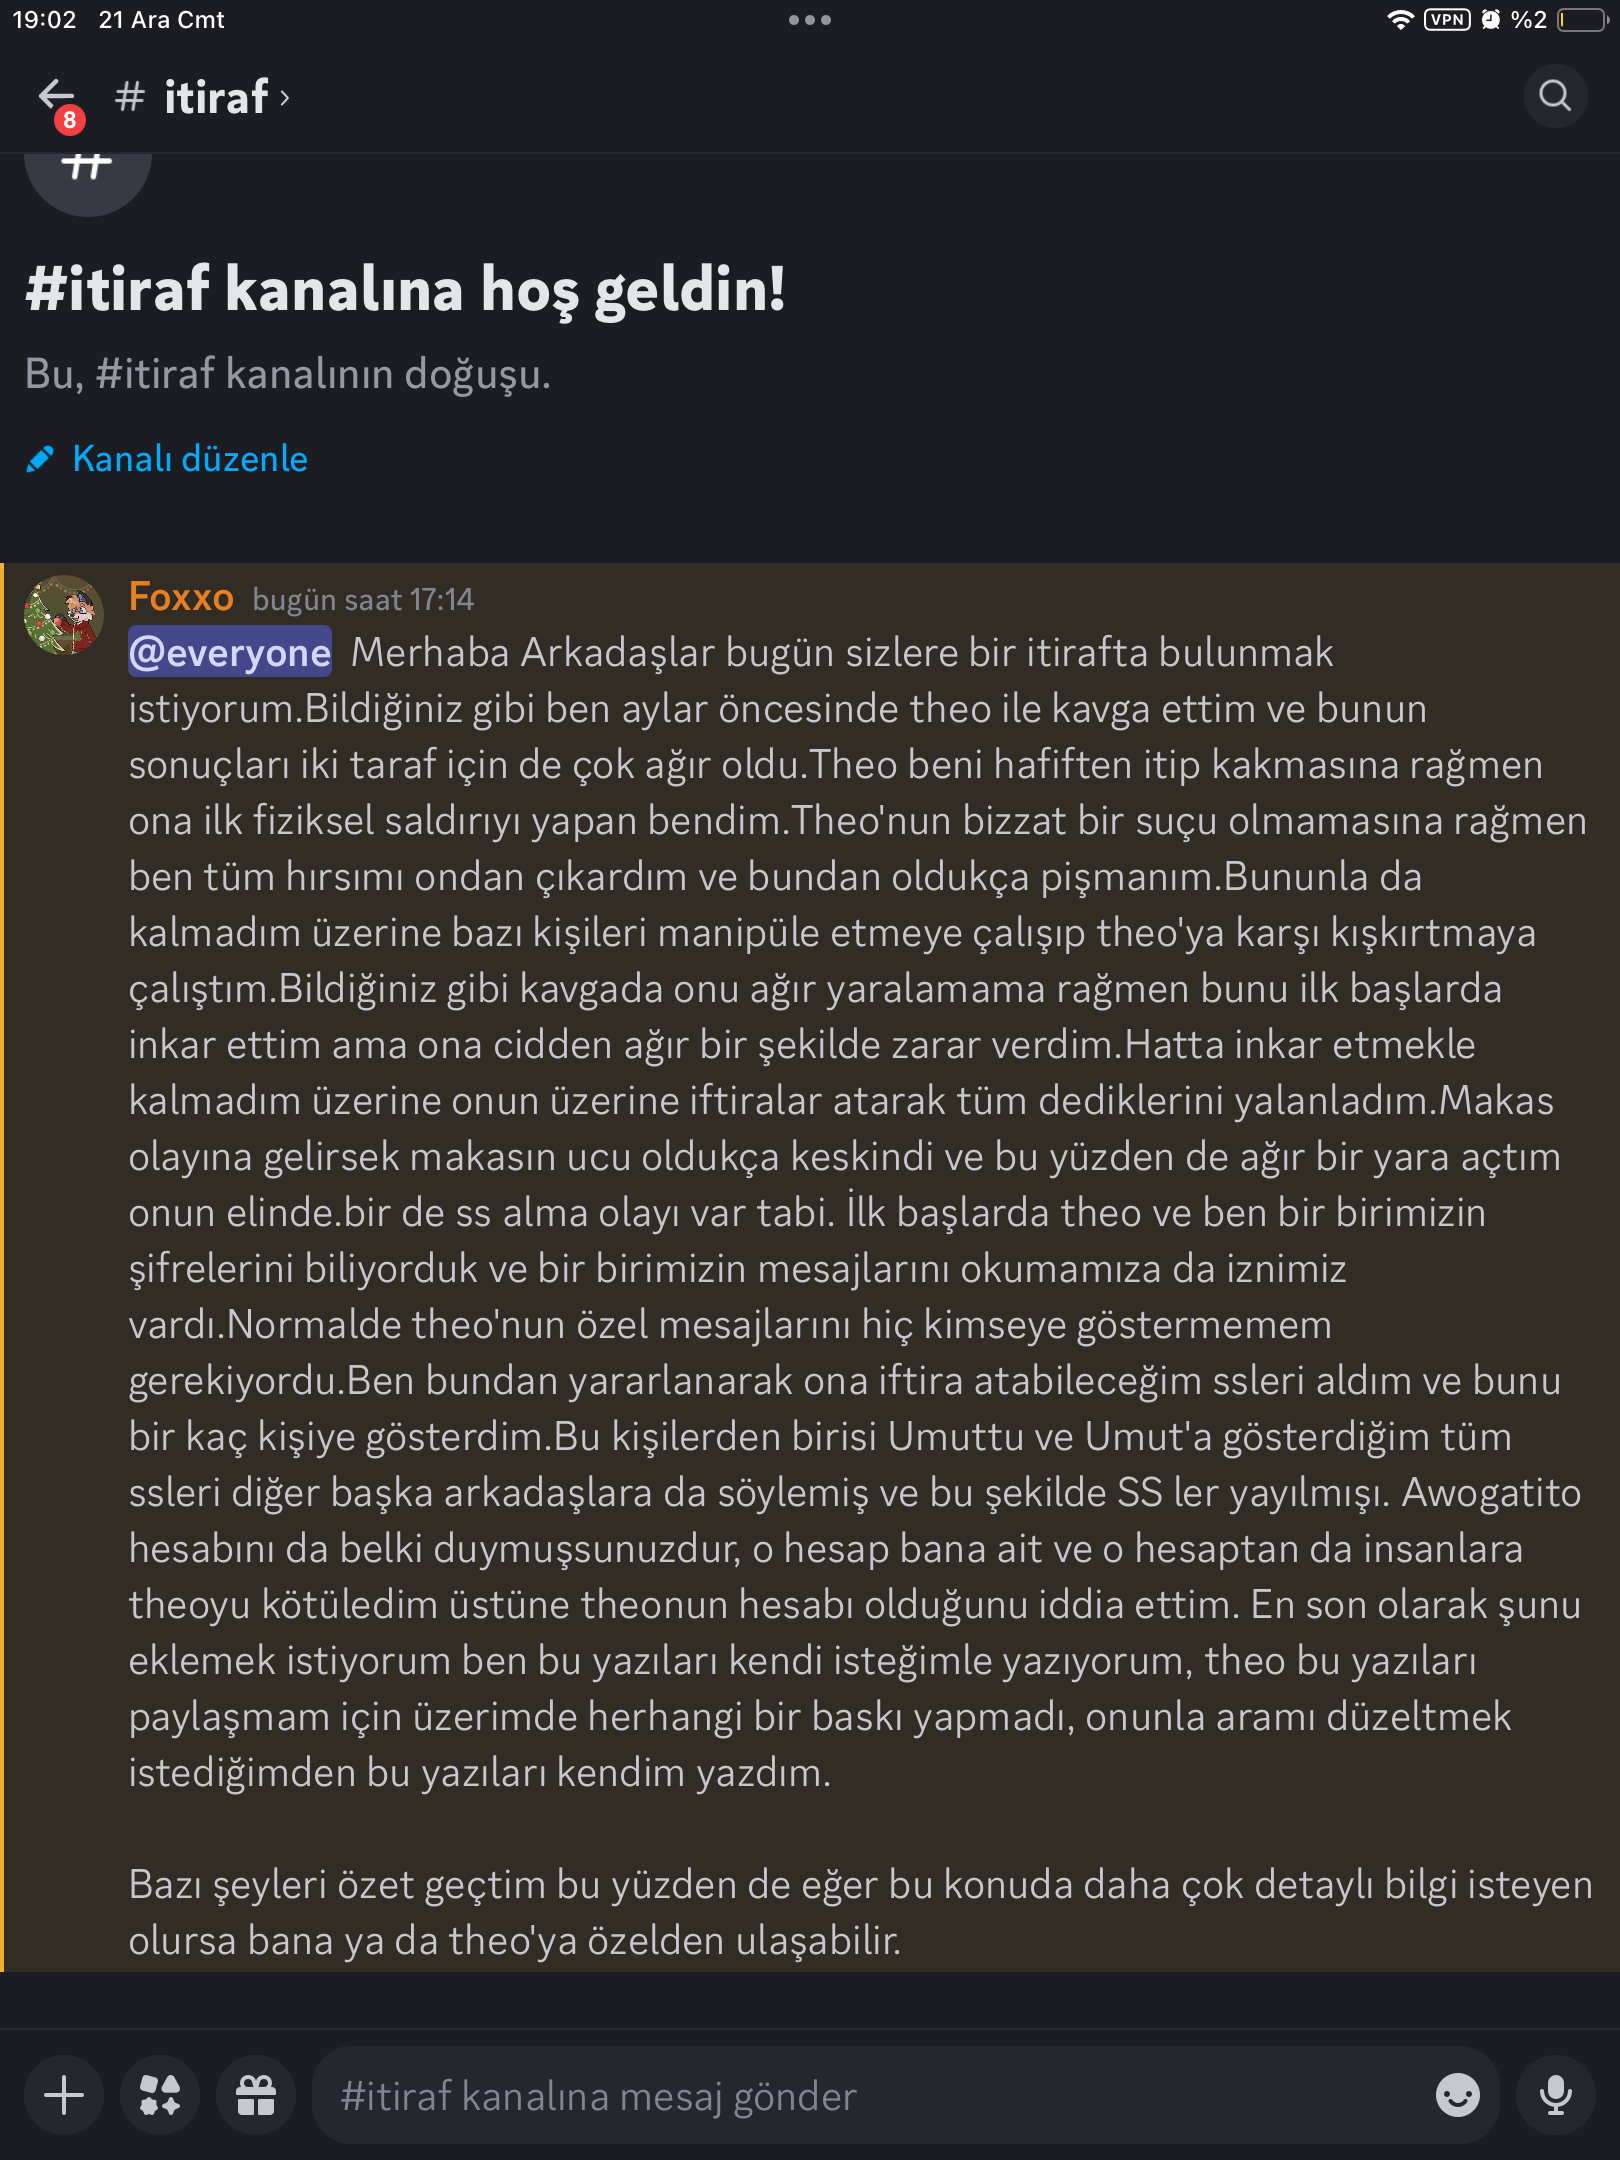 19:02 21 Ara Cmt
VPN %2
8
# itiraf ›
#
#itiraf kanalına hoş geldin!
Bu, #itiraf kanalının doğuşu.
Kanalı düzenle
Foxxo bugün saat 17:14
@everyone Merhaba Arkadaşlar bugün sizlere bir itirafta bulunmak
istiyorum.Bildiğiniz gibi ben aylar öncesinde theo ile kavga ettim ve bunun
sonuçları iki taraf için de çok ağır oldu.Theo beni hafiften itip kakmasına rağmen
ona ilk fiziksel saldırıyı yapan bendim.Theo'nun bizzat bir suçu olmamasına rağmen
ben tüm hırsımı ondan çıkardım ve bundan oldukça pişmanım.Bununla da
kalmadım üzerine bazı kişileri manipüle etmeye çalışıp theo'ya karşı kışkırtmaya
çalıştım.Bildiğiniz gibi kavgada onu ağır yaralamama rağmen bunu ilk başlarda
inkar ettim ama ona cidden ağır bir şekilde zarar verdim.Hatta inkar etmekle
kalmadım üzerine onun üzerine iftiralar atarak tüm dediklerini yalanladım.Makas
olayına gelirsek makasın ucu oldukça keskindi ve bu yüzden de ağır bir yara açtım
onun elinde.bir de ss alma olayı var tabi. İlk başlarda theo ve ben bir birimizin
şifrelerini biliyorduk ve bir birimizin mesajlarını okumamıza da iznimiz
vardı.Normalde theo'nun özel mesajlarını hiç kimseye göstermemem
gerekiyordu.Ben bundan yararlanarak ona iftira atabileceğim ssleri aldım ve bunu
bir kaç kişiye gösterdim.Bu kişilerden birisi Umuttu ve Umut'a gösterdiğim tüm
ssleri diğer başka arkadaşlara da söylemiş ve bu şekilde SS ler yayılmışı. Awogatito
hesabını da belki duymuşsunuzdur, o hesap bana ait ve o hesaptan da insanlara
theoyu kötüledim üstüne theonun hesabı olduğunu iddia ettim. En son olarak şunu
eklemek istiyorum ben bu yazıları kendi isteğimle yazıyorum, theo bu yazıları
paylaşmam için üzerimde herhangi bir baskı yapmadı, onunla aramı düzeltmek
istediğimden bu yazıları kendim yazdım.
Bazı şeyleri özet geçtim bu yüzden de eğer bu konuda daha çok detaylı bilgi isteyen
olursa bana ya da theo'ya özelden ulaşabilir.
#itiraf kanalına mesaj gönder